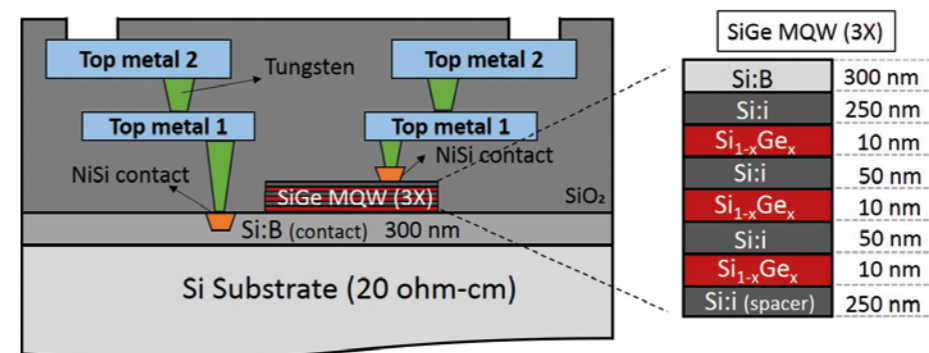 Top metal 2
Tungsten
Top metal 2
Top metal 1
Top metal 1
NiSi contact
NiSi contact
SiGe MQW (3X)
SiO₂
Si:B (contact) 300 nm
Si Substrate (20 ohm-cm)
SiGe MQW (3X)
Si:B 300 nm
Si:i 250 nm
Si₁₋ₓGeₓ 10 nm
Si:i 50 nm
Si₁₋ₓGeₓ 10 nm
Si:i 50 nm
Si₁₋ₓGeₓ 10 nm
Si:i (spacer) 250 nm